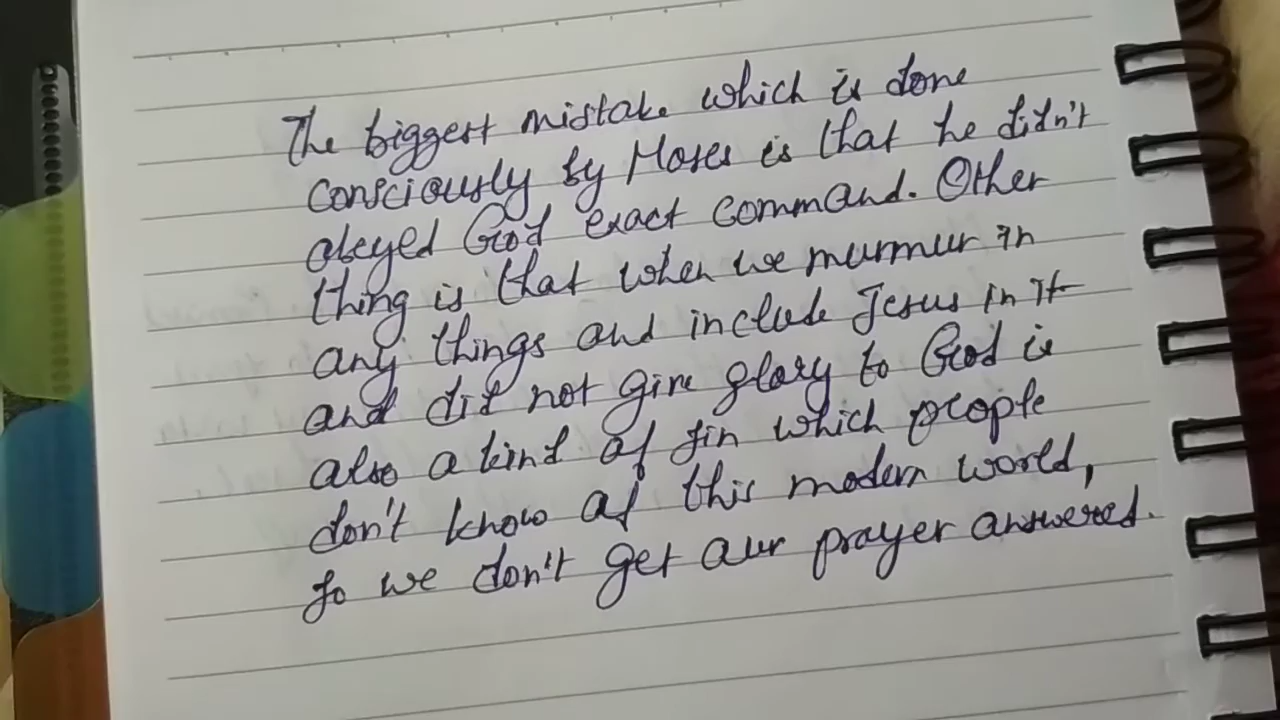 The biggest mistake which is done
consciously by Moses is that he didn't
obeyed God exact command. Other
thing is that when we murmur in
any things and include Jesus in it
and did not give glory to God is
also a kind of sin which people
don't know of this modern world,
so we don't get our prayer answered.